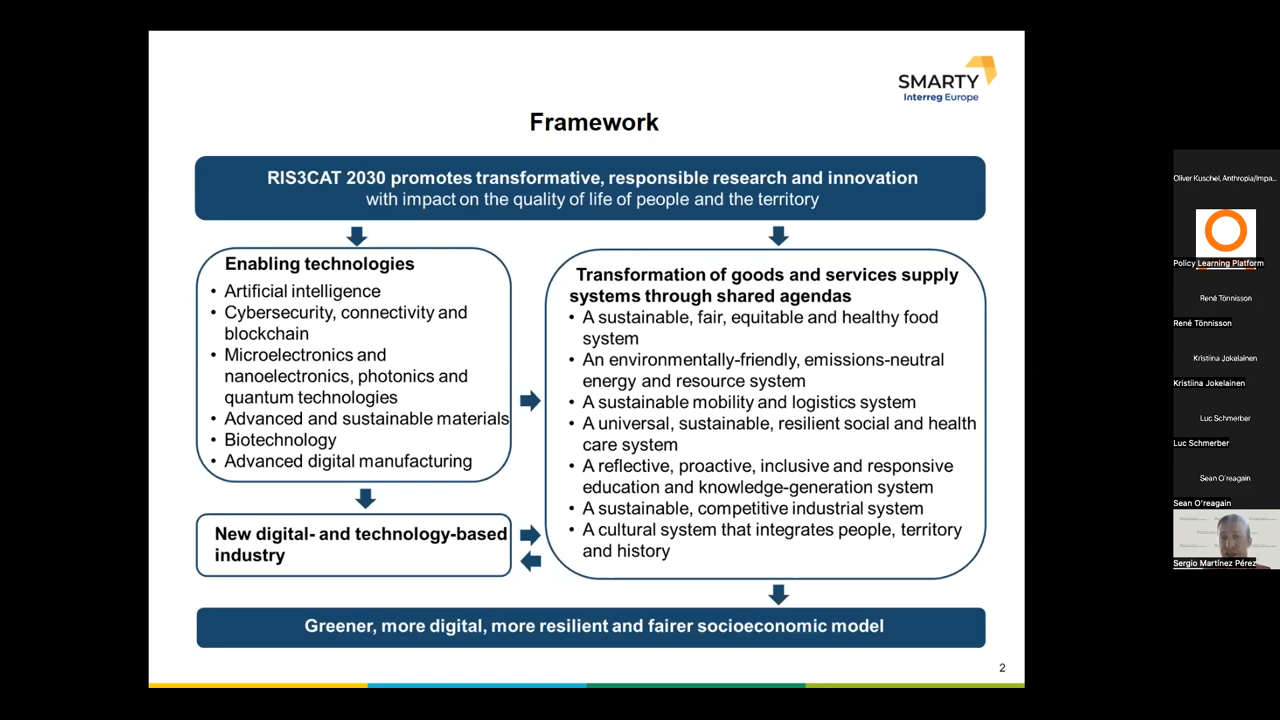 SMARTY
Interreg Europe
Framework
RIS3CAT 2030 promotes transformative, responsible research and innovation
with impact on the quality of life of people and the territory
Enabling technologies
• Artificial intelligence
• Cybersecurity, connectivity and
blockchain
• Microelectronics and
nanoelectronics, photonics and
quantum technologies
• Advanced and sustainable materials
• Biotechnology
• Advanced digital manufacturing
New digital- and technology-based
industry
Transformation of goods and services supply
systems through shared agendas
• A sustainable, fair, equitable and healthy food
system
• An environmentally-friendly, emissions-neutral
energy and resource system
• A sustainable mobility and logistics system
• A universal, sustainable, resilient social and health
care system
• A reflective, proactive, inclusive and responsive
education and knowledge-generation system
• A sustainable, competitive industrial system
• A cultural system that integrates people, territory
and history
Greener, more digital, more resilient and fairer socioeconomic model
2
Oliver Kuschel, Anthropia/Impa...
Policy Learning Platform
René Tönnisson
René Tönnisson
Kristiina Jokelainen
Kristiina Jokelainen
Luc Schmerber
Luc Schmerber
Sean O'reagain
Sean O'reagain
Sergio Martínez Pérez